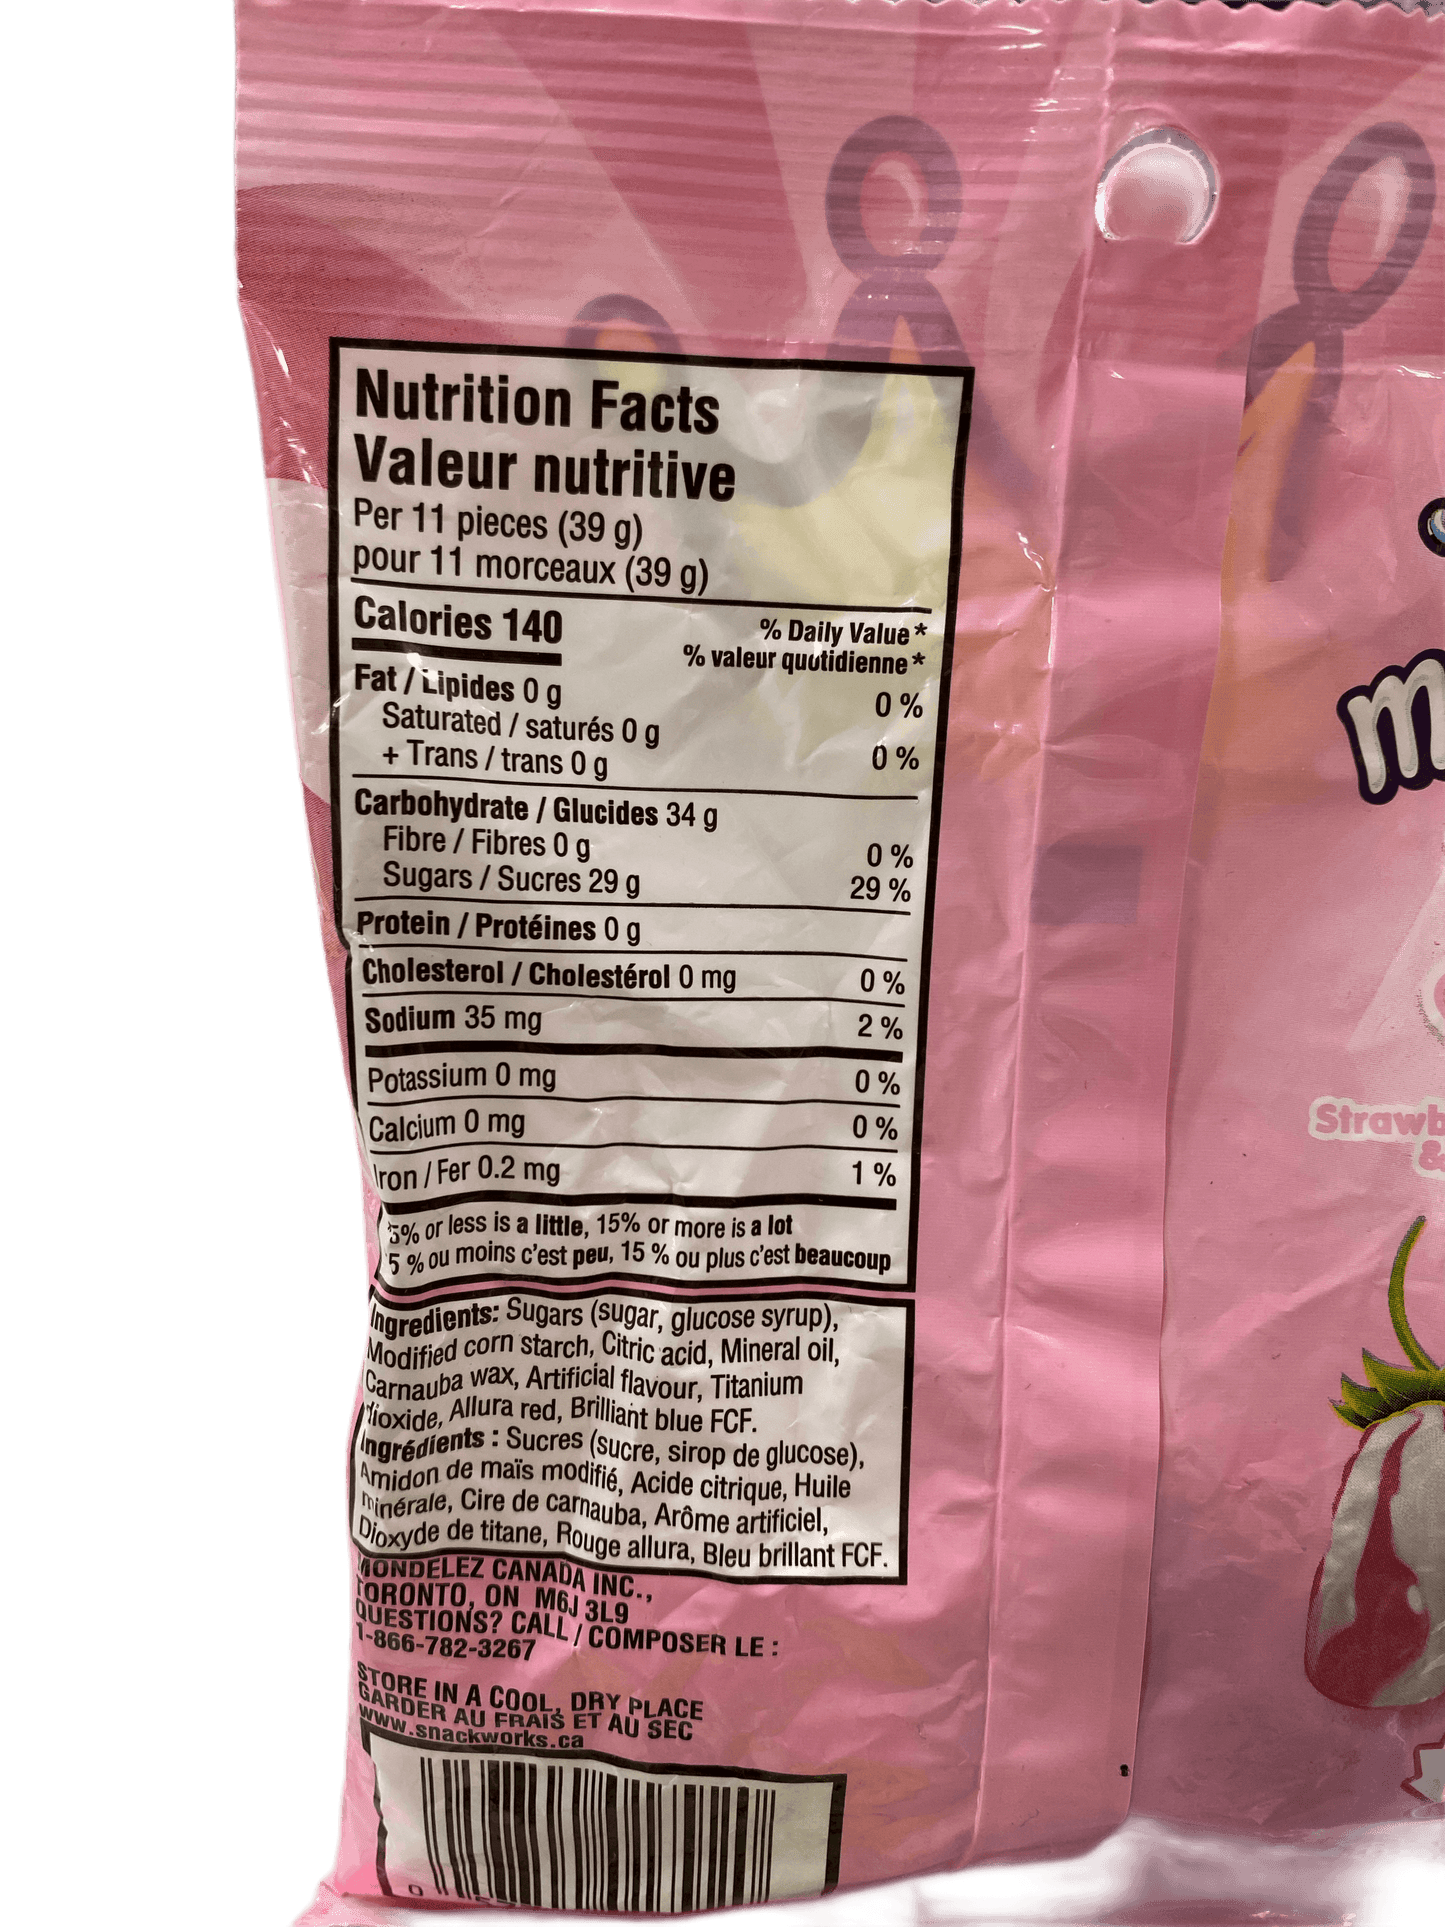 Nutrition Facts
Valeur nutritive
Per 11 pieces (39 g)
pour 11 morceaux (39 g)
Calories 140
% Daily Value*
% valeur quotidienne*
Fat / Lipides 0 g 0 %
Saturated / saturés 0 g
+ Trans / trans 0 g 0 %
Carbohydrate / Glucides 34 g
Fibre / Fibres 0 g 0 %
Sugars / Sucres 29 g 29 %
Protein / Protéines 0 g
Cholesterol / Cholestérol 0 mg 0 %
Sodium 35 mg 2 %
Potassium 0 mg 0 %
Calcium 0 mg 0 %
Iron / Fer 0.2 mg 1 %
*5% or less is a little, 15% or more is a lot
*5 % ou moins c'est peu, 15 % ou plus c'est beaucoup
Ingredients: Sugars (sugar, glucose syrup),
Modified corn starch, Citric acid, Mineral oil,
Carnauba wax, Artificial flavour, Titanium
dioxide, Allura red, Brilliant blue FCF.
Ingrédients : Sucres (sucre, sirop de glucose),
Amidon de maïs modifié, Acide citrique, Huile
minérale, Cire de carnauba, Arôme artificiel,
Dioxyde de titane, Rouge allura, Bleu brillant FCF.
MONDELEZ CANADA INC.,
TORONTO, ON M6J 3L9
QUESTIONS? CALL / COMPOSER LE :
1-866-782-3267
STORE IN A COOL, DRY PLACE
GARDER AU FRAIS ET AU SEC
www.snackworks.ca
0
m
Strawb
&